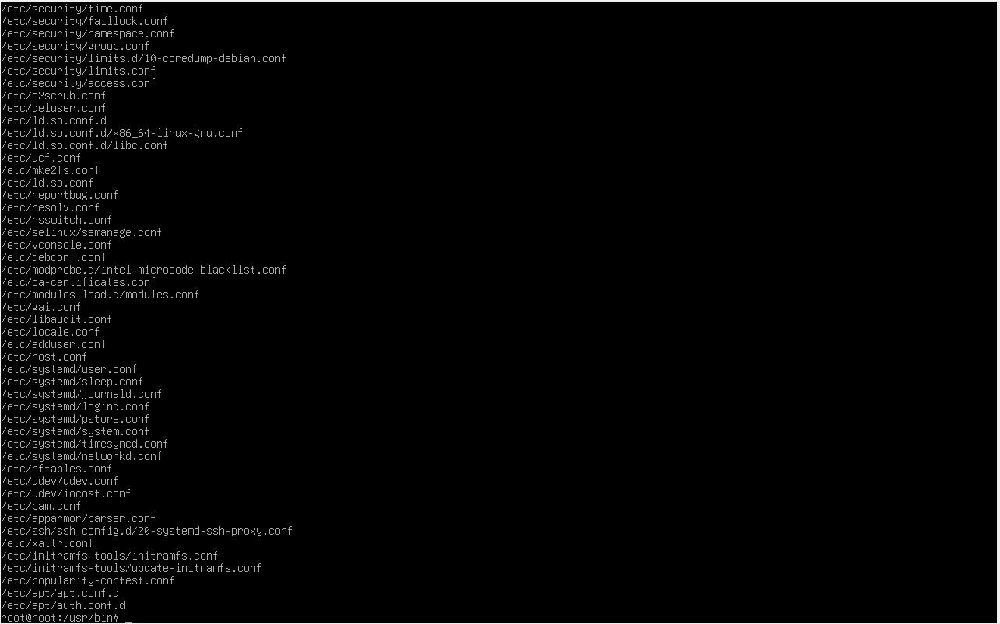 /etc/security/time.conf
/etc/security/faillock.conf
/etc/security/namespace.conf
/etc/security/group.conf
/etc/security/limits.d/10-coredump-debian.conf
/etc/security/limits.conf
/etc/security/access.conf
/etc/e2scrub.conf
/etc/deluser.conf
/etc/ld.so.conf.d
/etc/ld.so.conf.d/x86_64-linux-gnu.conf
/etc/ld.so.conf.d/libc.conf
/etc/ucf.conf
/etc/mke2fs.conf
/etc/ld.so.conf
/etc/reportbug.conf
/etc/resolv.conf
/etc/nsswitch.conf
/etc/selinux/semanage.conf
/etc/vconsole.conf
/etc/debconf.conf
/etc/modprobe.d/intel-microcode-blacklist.conf
/etc/ca-certificates.conf
/etc/modules-load.d/modules.conf
/etc/gai.conf
/etc/libaudit.conf
/etc/locale.conf
/etc/adduser.conf
/etc/host.conf
/etc/systemd/user.conf
/etc/systemd/sleep.conf
/etc/systemd/journald.conf
/etc/systemd/logind.conf
/etc/systemd/pstore.conf
/etc/systemd/system.conf
/etc/systemd/timesyncd.conf
/etc/systemd/networkd.conf
/etc/nftables.conf
/etc/udev/udev.conf
/etc/udev/iocost.conf
/etc/pam.conf
/etc/apparmor/parser.conf
/etc/ssh/ssh_config.d/20-systemd-ssh-proxy.conf
/etc/xattr.conf
/etc/initramfs-tools/initramfs.conf
/etc/initramfs-tools/update-initramfs.conf
/etc/popularity-contest.conf
/etc/apt/apt.conf.d
/etc/apt/auth.conf.d
root@root:/usr/bin# _